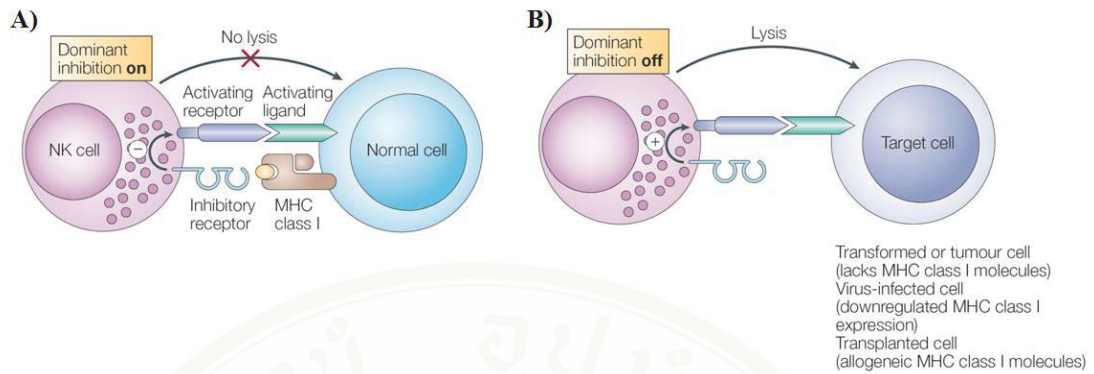 A)
Dominant
inhibition on
No lysis
Activating
receptor
Activating
ligand
NK cell
−
Normal cell
Inhibitory
receptor
MHC
class I
B)
Dominant
inhibition off
Lysis
+
Target cell
Transformed or tumour cell
(lacks MHC class I molecules)
Virus-infected cell
(downregulated MHC class I
expression)
Transplanted cell
(allogeneic MHC class I molecules)